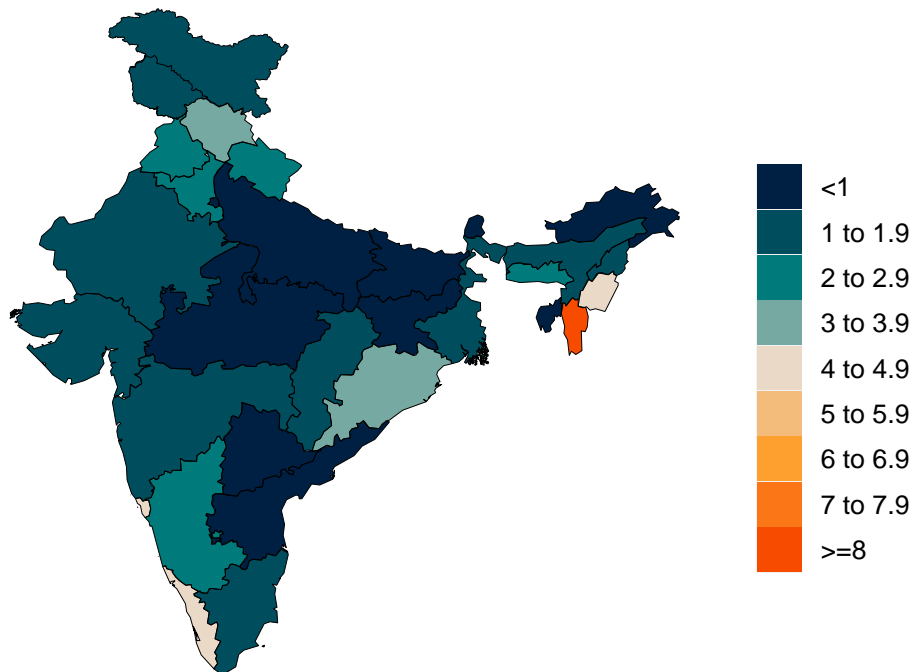 <1
1 to 1.9
2 to 2.9
3 to 3.9
4 to 4.9
5 to 5.9
6 to 6.9
7 to 7.9
>=8